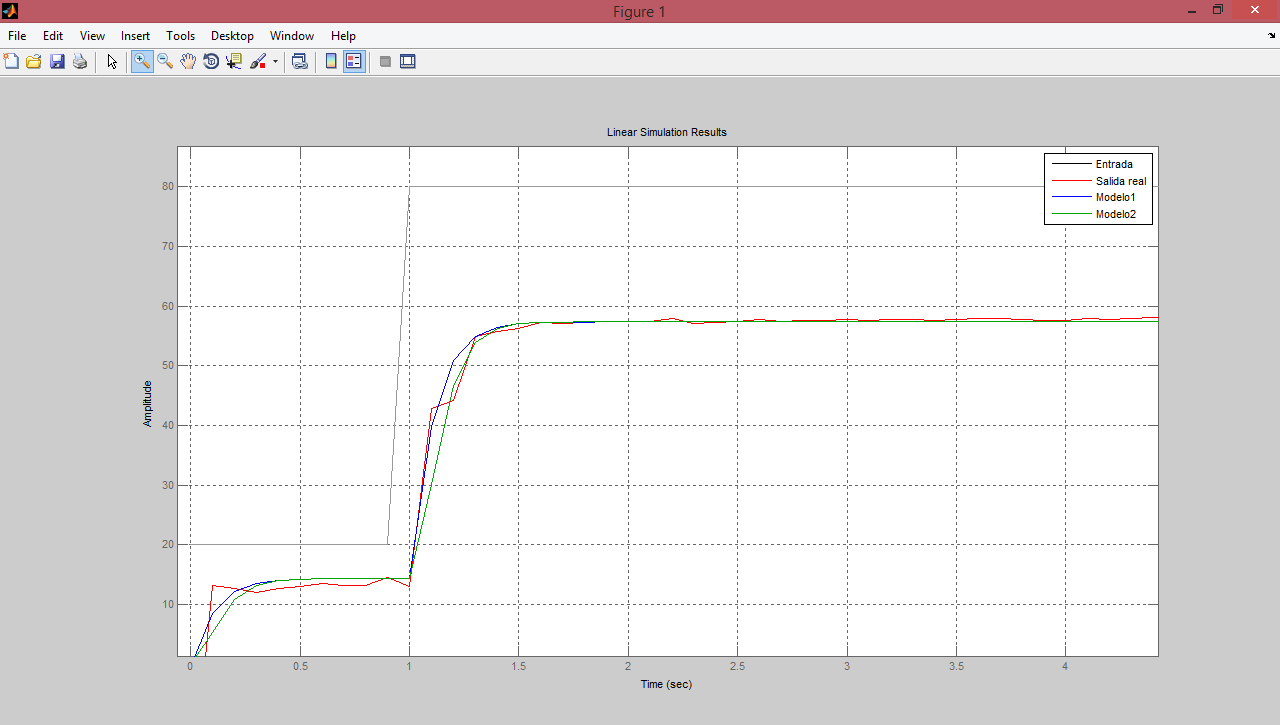 Figure 1
File Edit View Insert Tools Desktop Window Help
Linear Simulation Results
Entrada
Salida real
Modelo1
Modelo2
80
70
60
50
40
30
20
10
Amplitude
0 0.5 1 1.5 2 2.5 3 3.5 4
Time (sec)